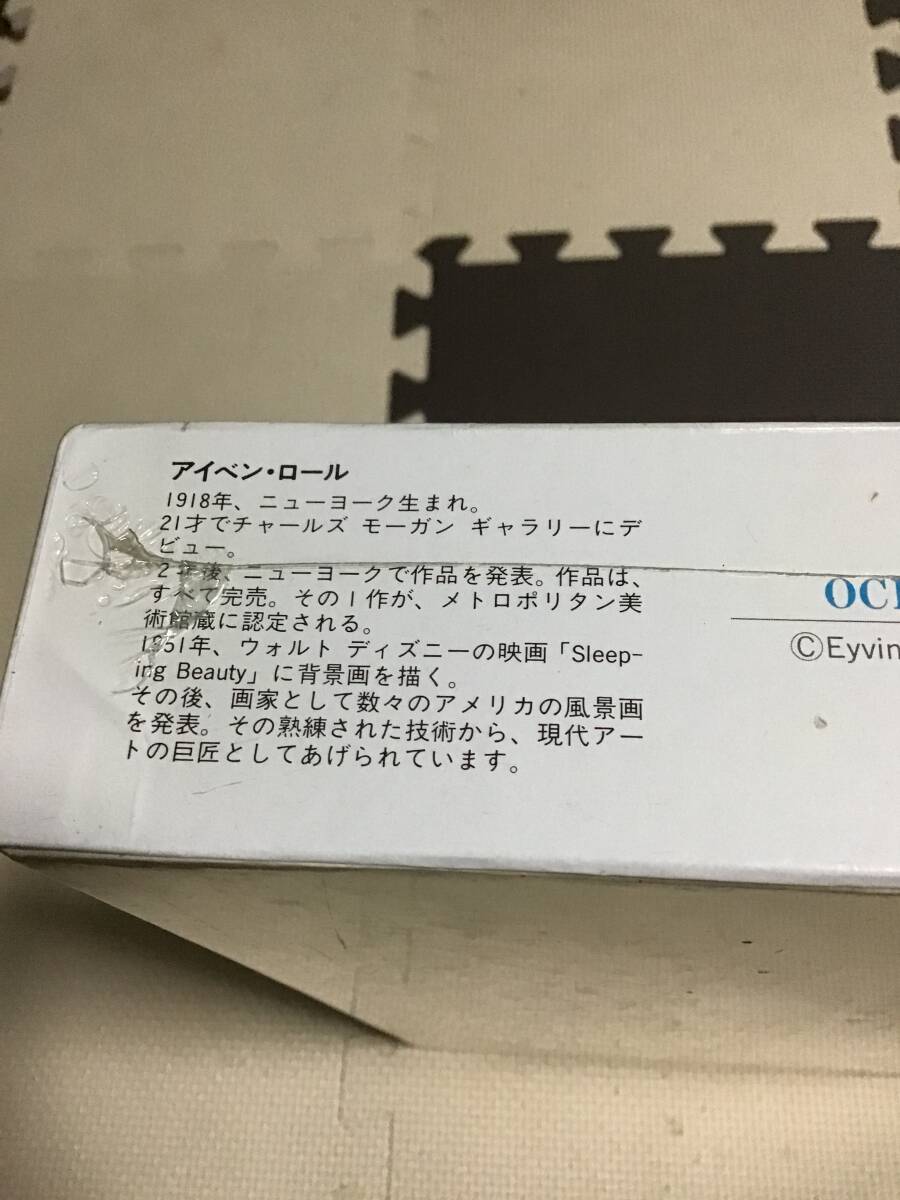 アイベン・ロール
1918年、ニューヨーク生まれ。
21才でチャールズ モーガン ギャラリーにデ
ビュー。
2年後、ニューヨークで作品を発表。作品は、
すべて完売。その1作が、メトロポリタン美
術館蔵に認定される。
1951年、ウォルト ディズニーの映画「Sleep-
ing Beauty」に背景画を描く。
その後、画家として数々のアメリカの風景画
を発表。その熟練された技術から、現代アー
トの巨匠としてあげられています。
OCE
©Eyvin